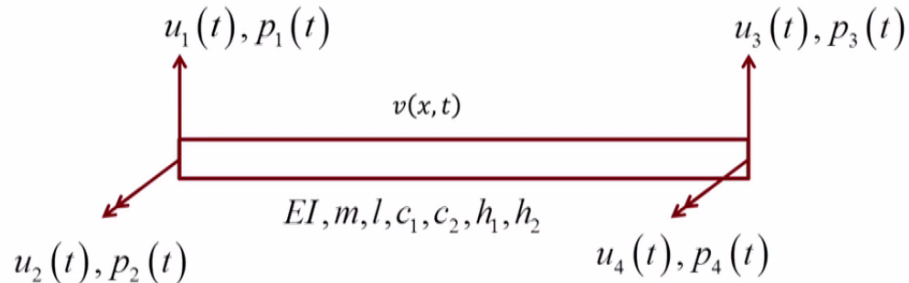 u₁(t), p₁(t)
u₃(t), p₃(t)
v(x,t)
EI, m, l, c₁, c₂, h₁, h₂
u₂(t), p₂(t)
u₄(t), p₄(t)